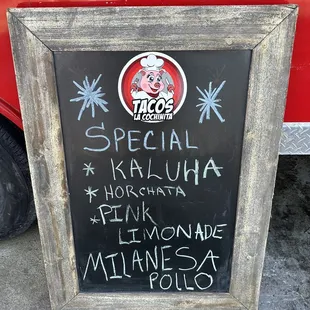 TACOS
LA COCHINITA
SPECIAL
* KALUHA
* HORCHATA
* PINK
LIMONADE
MILANESA
POLLO